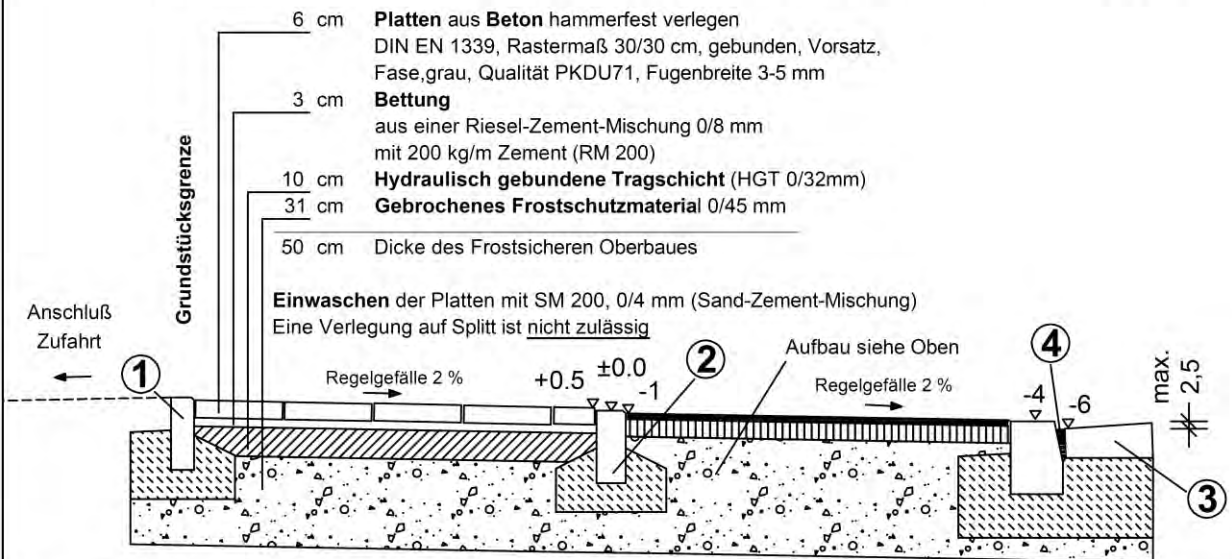 6 cm Platten aus Beton hammerfest verlegen
DIN EN 1339, Rastermaß 30/30 cm, gebunden, Vorsatz,
Fase,grau, Qualität PKDU71, Fugenbreite 3-5 mm
3 cm Bettung
aus einer Riesel-Zement-Mischung 0/8 mm
mit 200 kg/m Zement (RM 200)
10 cm Hydraulisch gebundene Tragschicht (HGT 0/32mm)
31 cm Gebrochenes Frostschutzmaterial 0/45 mm
50 cm Dicke des Frostsicheren Oberbaues
Grundstücksgrenze
Einwaschen der Platten mit SM 200, 0/4 mm (Sand-Zement-Mischung)
Eine Verlegung auf Splitt ist nicht zulässig
Anschluß
Zufahrt
1
Regelgefälle 2 %
+0.5
±0.0
-1
2
Aufbau siehe Oben
Regelgefälle 2 %
4
-4
-6
max.
2,5
3